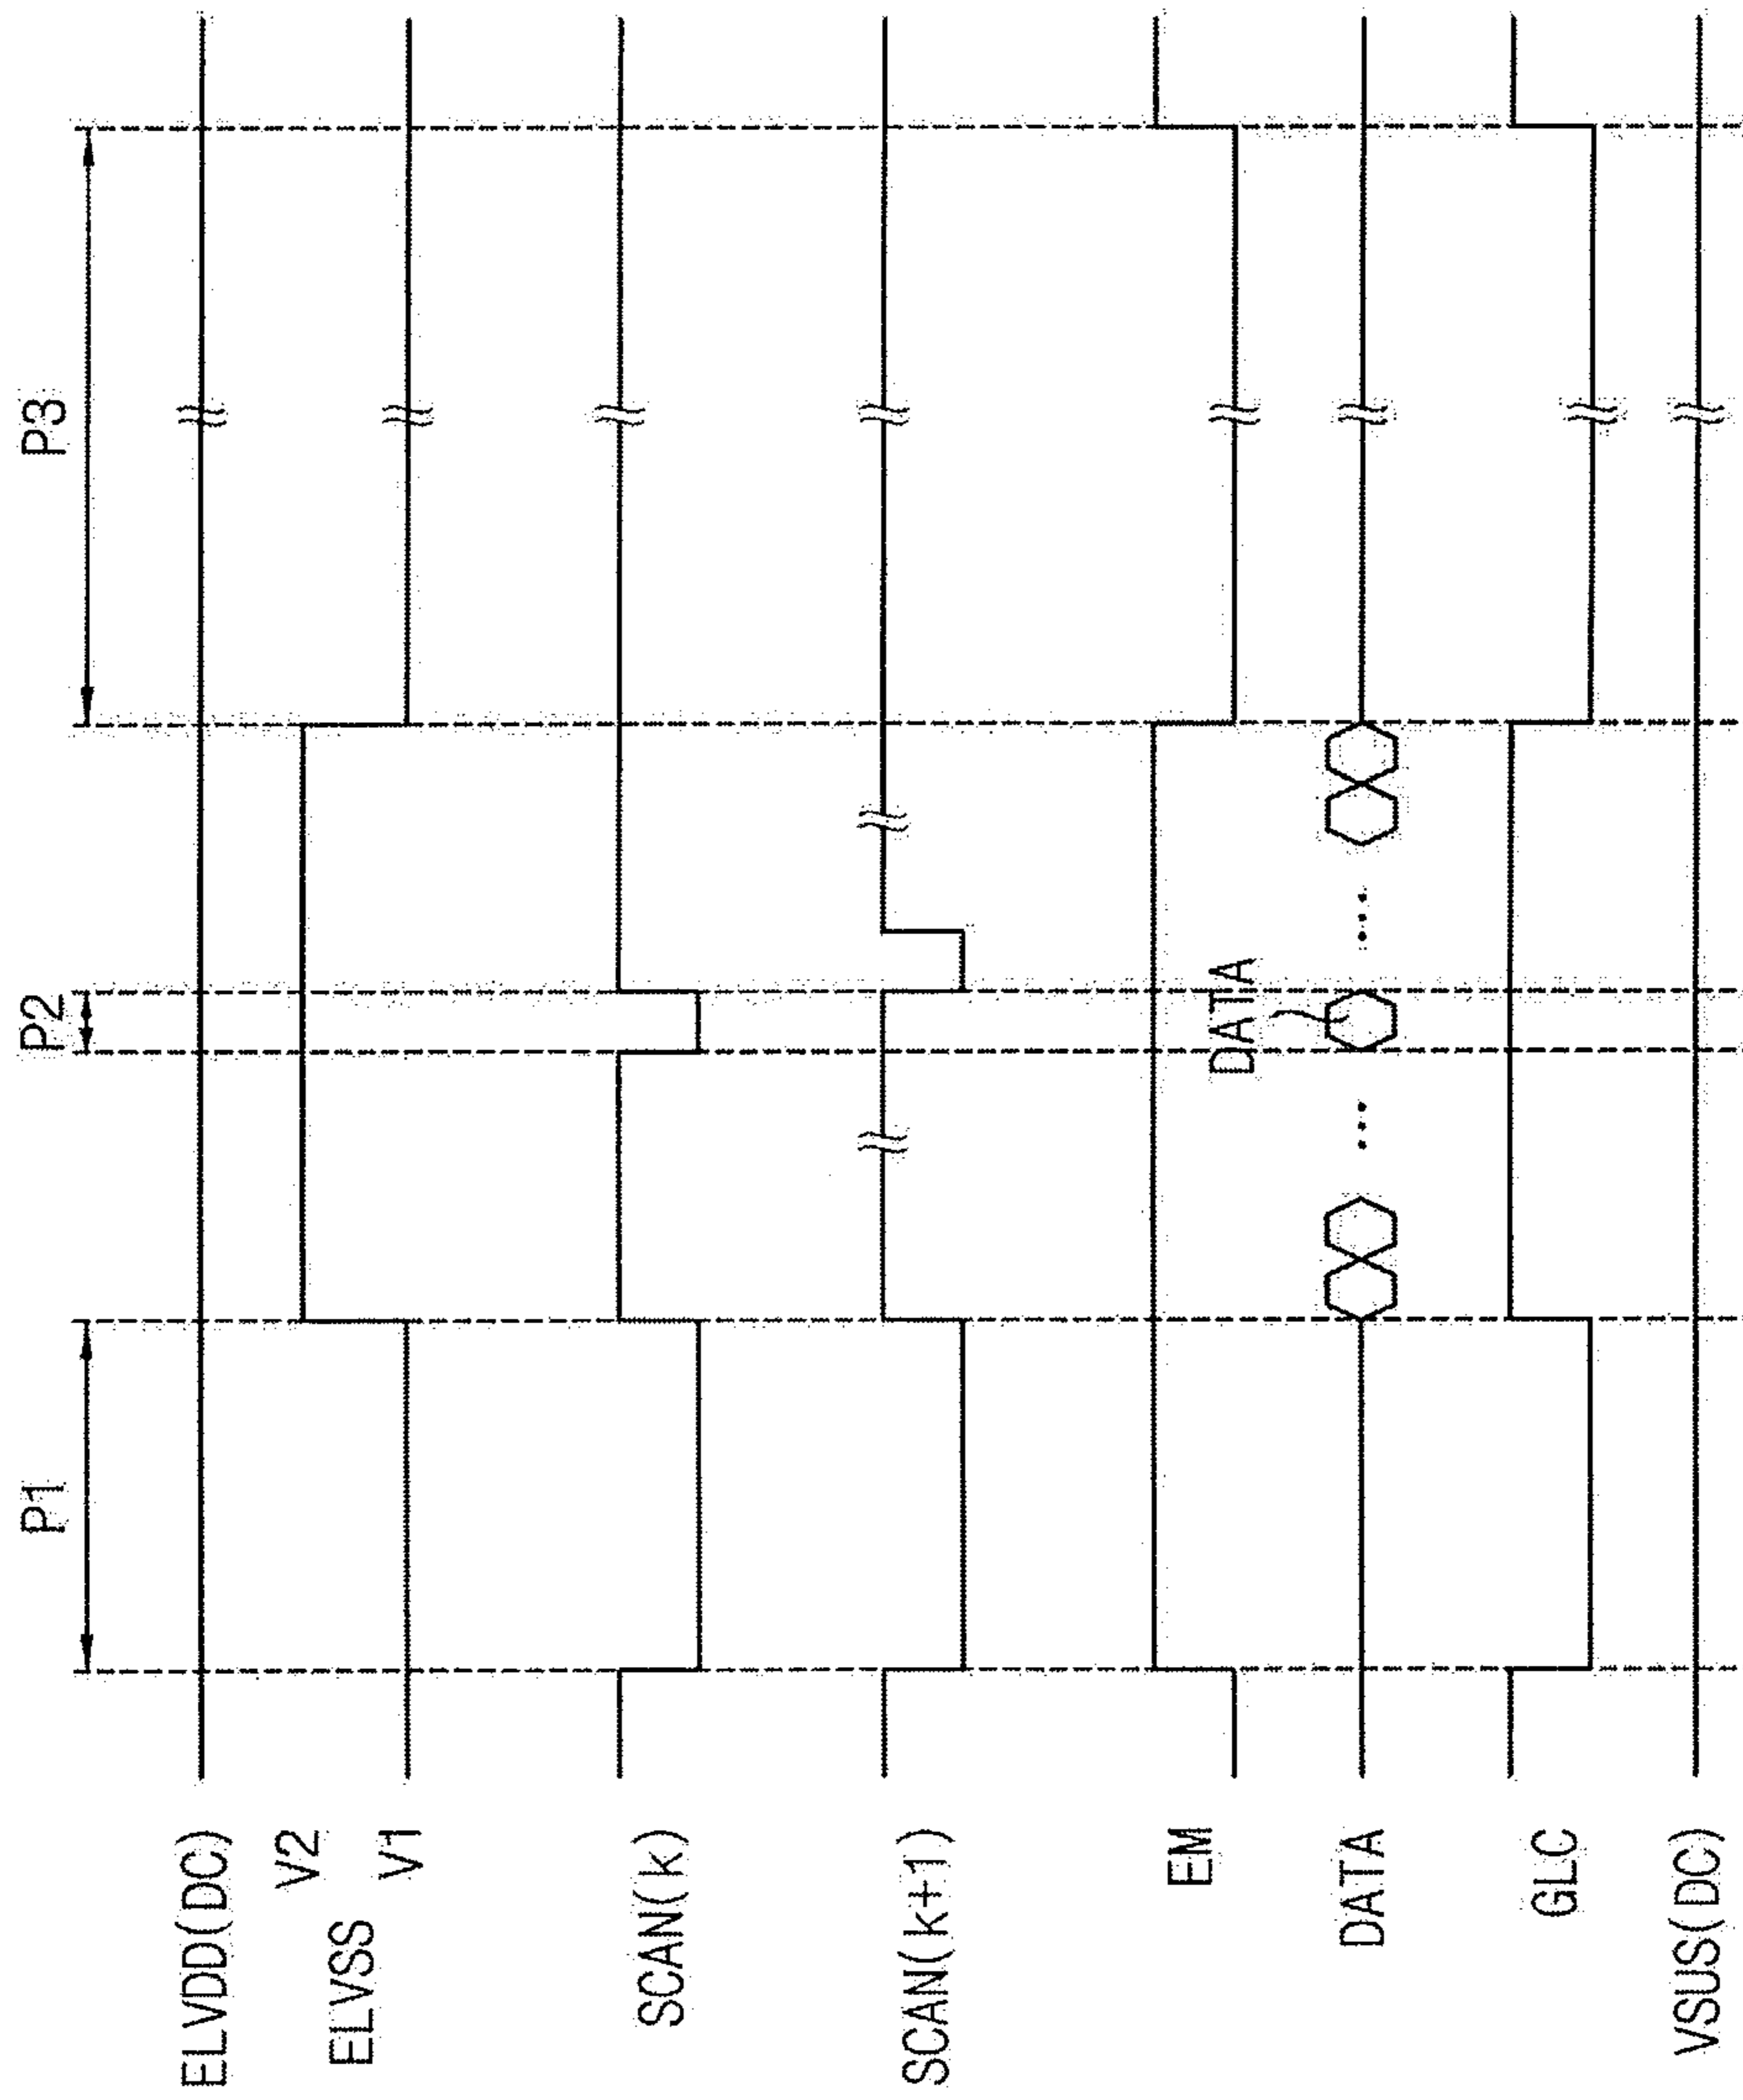 P1
P2
P3
ELVDD(DC)
V2
ELVSS
V1
SCAN(k)
SCAN(k+1)
EM
DATA
DATA
GLC
VSUS(DC)